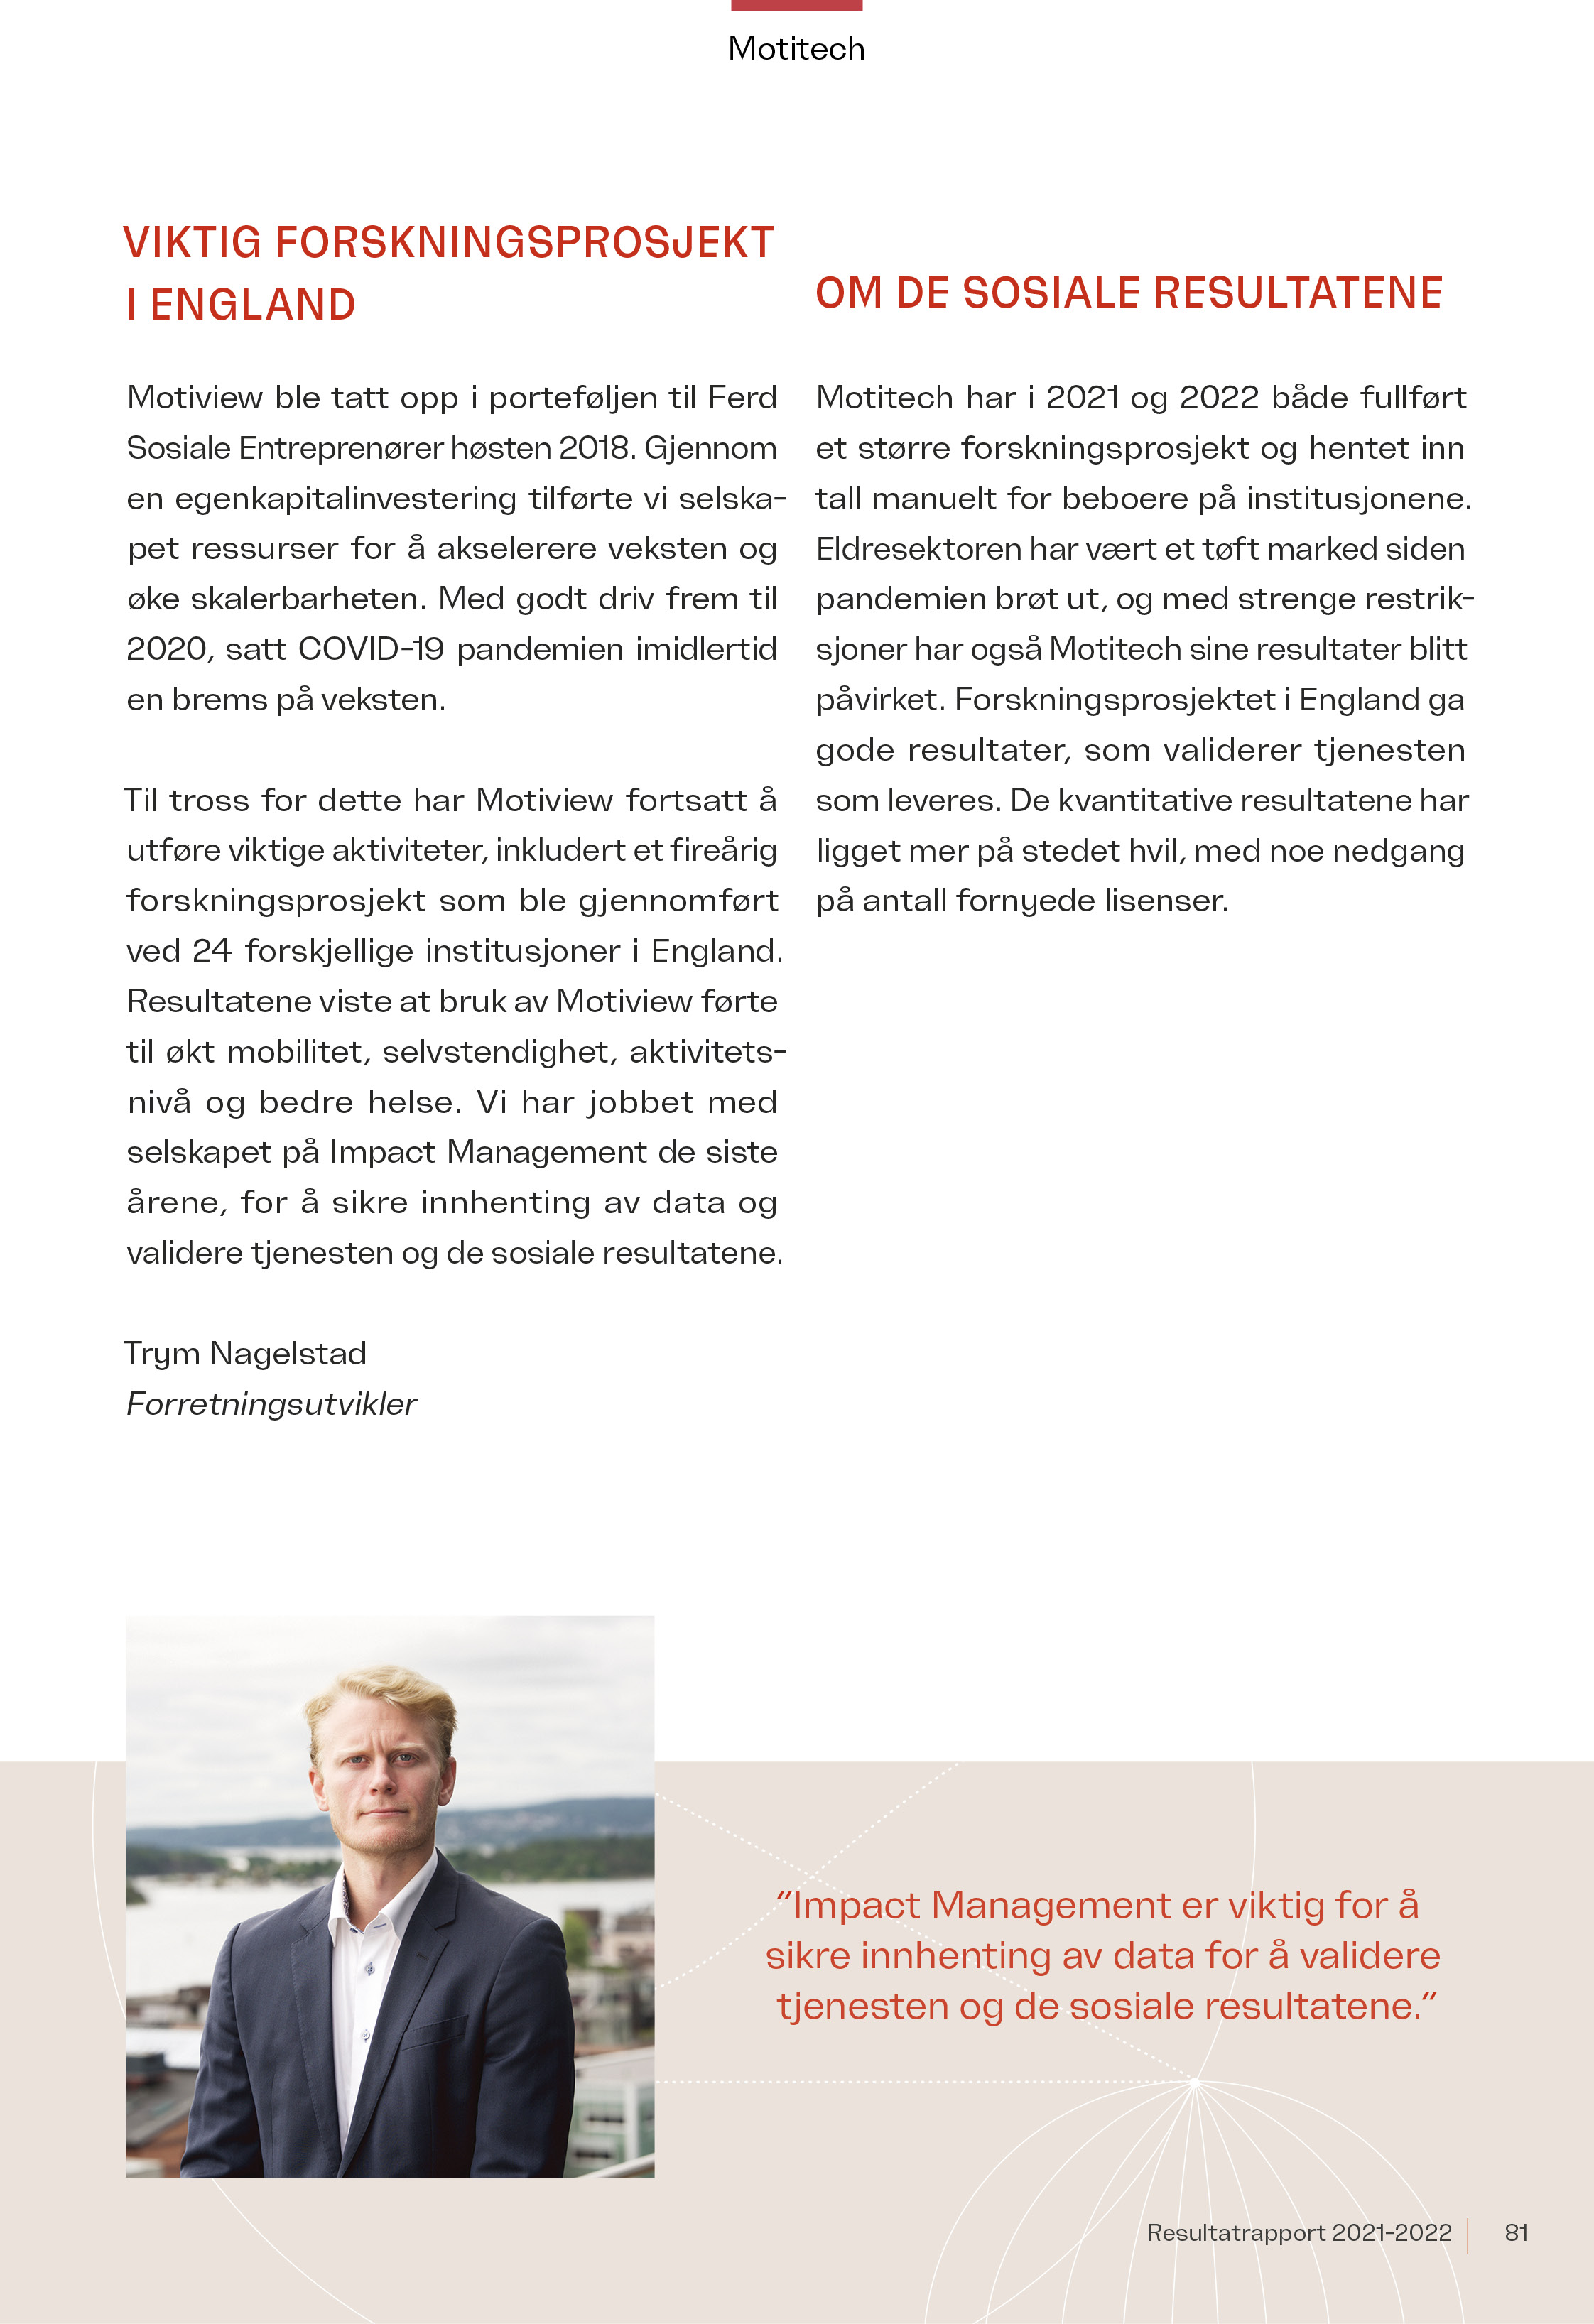 Motitech
VIKTIG FORSKNINGSPROSJEKT
I ENGLAND
Motiview ble tatt opp i porteføljen til Ferd
Sosiale Entreprenører høsten 2018. Gjennom
en egenkapitalinvestering tilførte vi selska-
pet ressurser for å akselerere veksten og
øke skalerbarheten. Med godt driv frem til
2020, satt COVID-19 pandemien imidlertid
en brems på veksten.
Til tross for dette har Motiview fortsatt å
utføre viktige aktiviteter, inkludert et fireårig
forskningsprosjekt som ble gjennomført
ved 24 forskjellige institusjoner i England.
Resultatene viste at bruk av Motiview førte
til økt mobilitet, selvstendighet, aktivitets-
nivå og bedre helse. Vi har jobbet med
selskapet på Impact Management de siste
årene, for å sikre innhenting av data og
validere tjenesten og de sosiale resultatene.
Trym Nagelstad
Forretningsutvikler
OM DE SOSIALE RESULTATENE
Motitech har i 2021 og 2022 både fullført
et større forskningsprosjekt og hentet inn
tall manuelt for beboere på institusjonene.
Eldresektoren har vært et tøft marked siden
pandemien brøt ut, og med strenge restrik-
sjoner har også Motitech sine resultater blitt
påvirket. Forskningsprosjektet i England ga
gode resultater, som validerer tjenesten
som leveres. De kvantitative resultatene har
ligget mer på stedet hvil, med noe nedgang
på antall fornyede lisenser.
“Impact Management er viktig for å
sikre innhenting av data for å validere
tjenesten og de sosiale resultatene.”
Resultatrapport 2021-2022
81